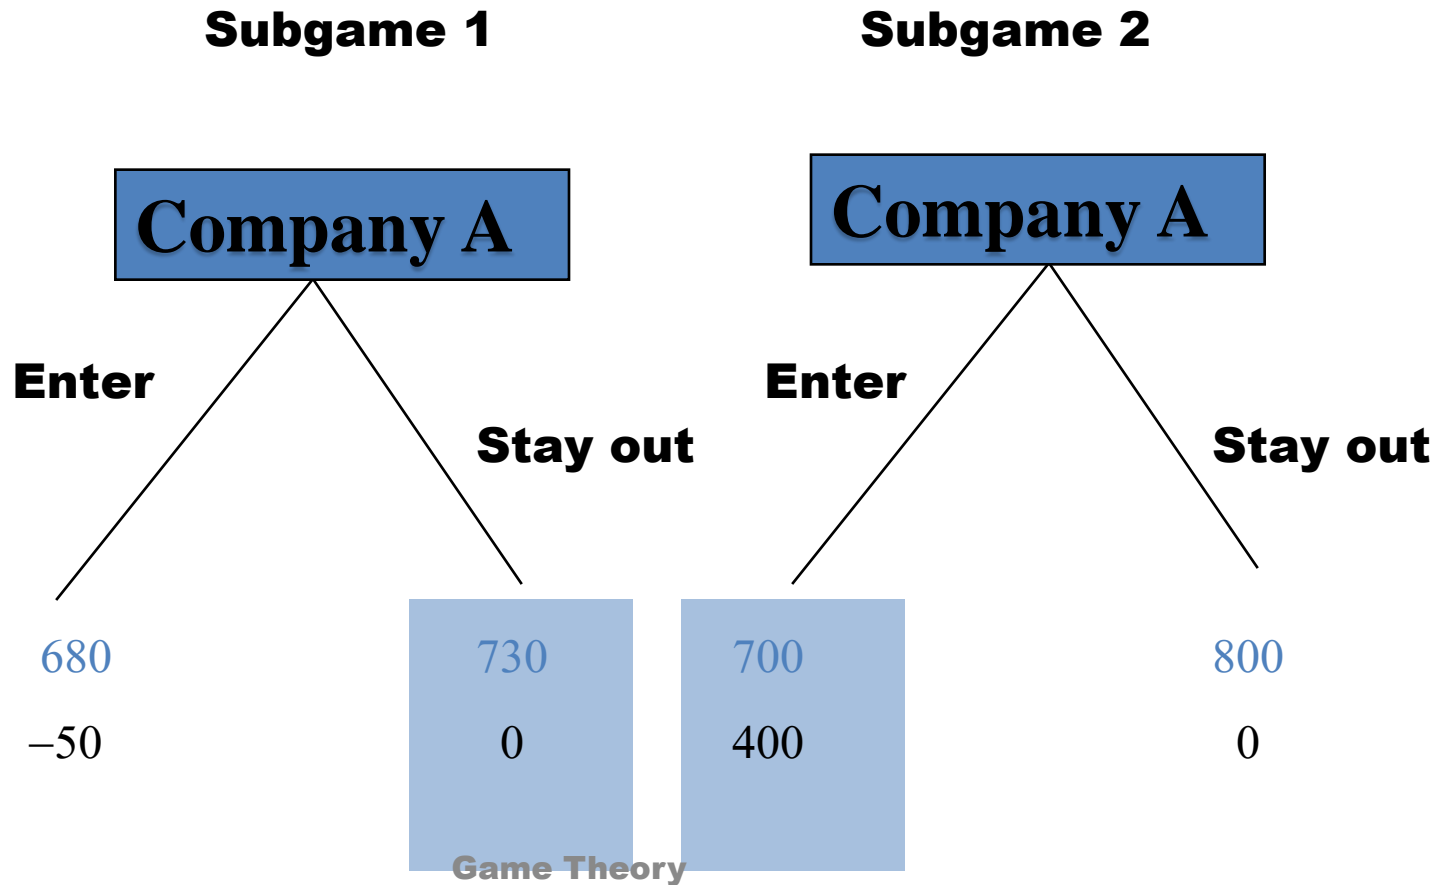 Subgame 1
Subgame 2
Company A
Company A
Enter
Stay out
Enter
Stay out
680
730
700
800
–50
0
400
0
Game Theory